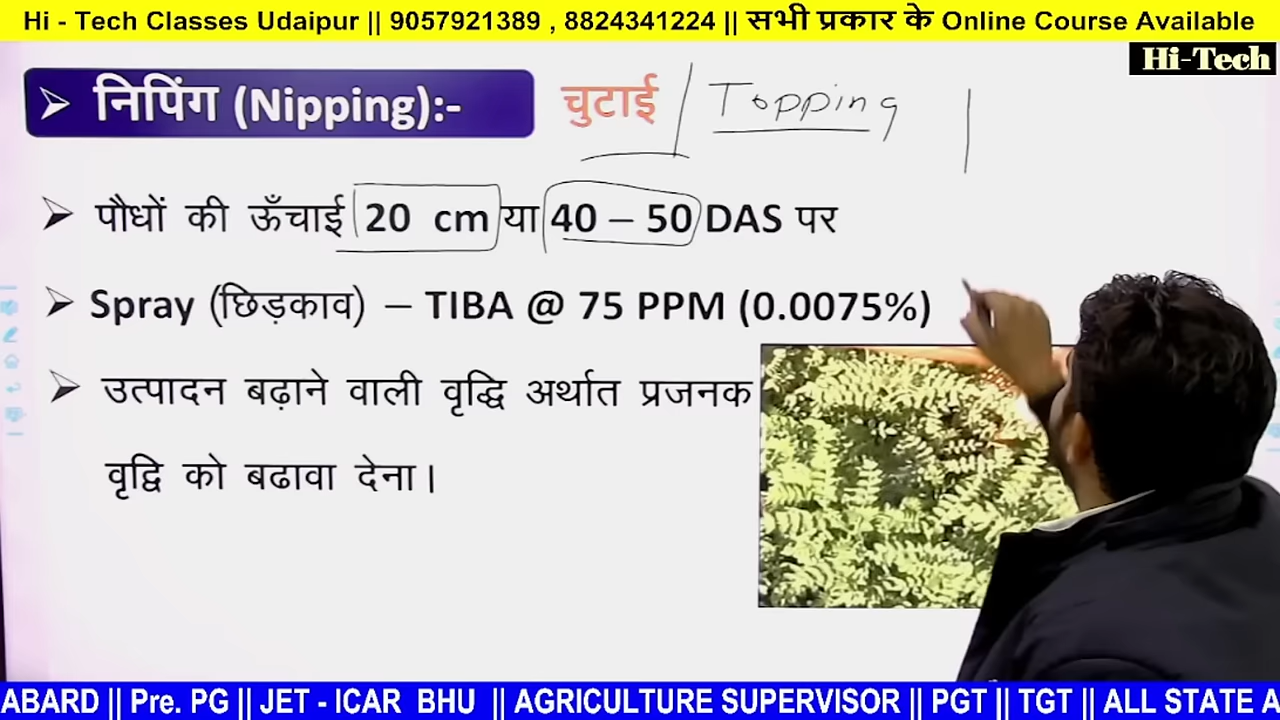 Hi - Tech Classes Udaipur || 9057921389 , 8824341224 || सभी प्रकार के Online Course Available
Hi-Tech
➤ निपिंग (Nipping):- चुटाई / Topping |
➤ पौधों की ऊँचाई 20 cm या 40 – 50 DAS पर
➤ Spray (छिड़काव) – TIBA @ 75 PPM (0.0075%)
➤ उत्पादन बढ़ाने वाली वृद्धि अर्थात प्रजनक
वृद्वि को बढावा देना।
ABARD || Pre. PG || JET - ICAR BHU || AGRICULTURE SUPERVISOR || PGT || TGT || ALL STATE A